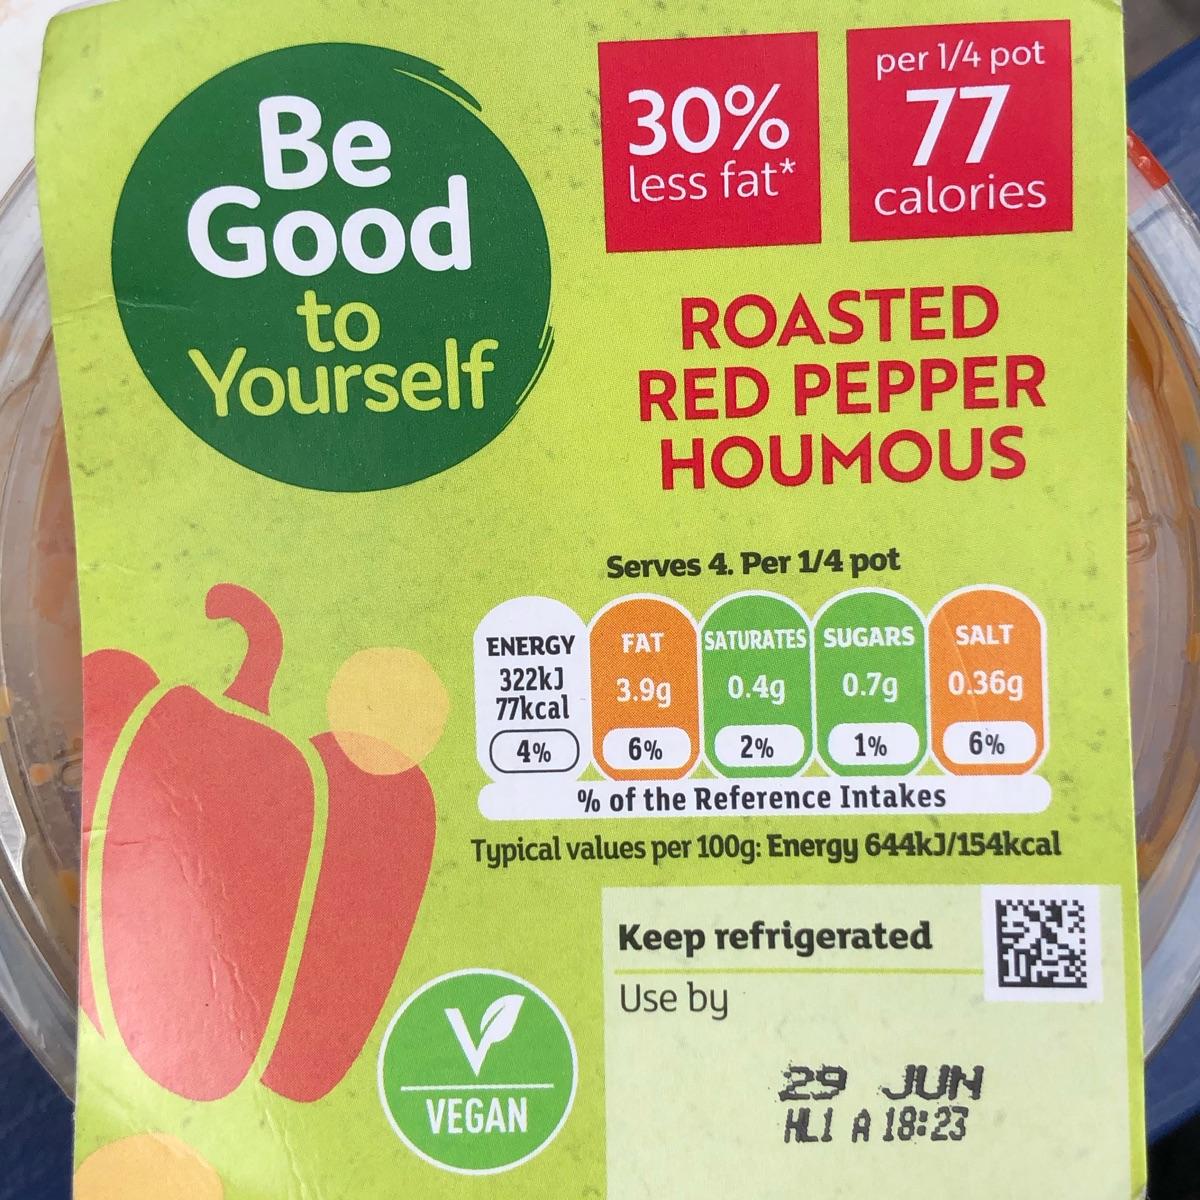 Be
Good
to
Yourself
30%
less fat*
per 1/4 pot
77
calories
ROASTED
RED PEPPER
HOUMOUS
Serves 4. Per 1/4 pot
ENERGY
322kJ
77kcal
4%
FAT
3.9g
6%
SATURATES
0.4g
2%
SUGARS
0.7g
1%
SALT
0.36g
6%
% of the Reference Intakes
Typical values per 100g: Energy 644kJ/154kcal
Keep refrigerated
Use by
29 JUN
HL1 A 18:23
V
VEGAN